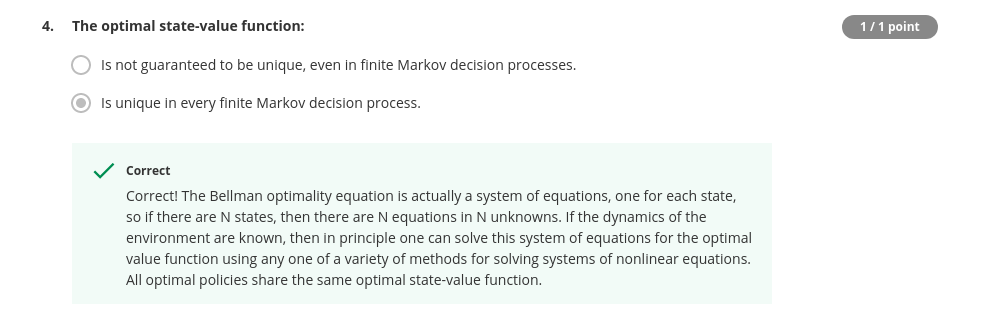 4. The optimal state-value function:
1 / 1 point
Is not guaranteed to be unique, even in finite Markov decision processes.
Is unique in every finite Markov decision process.
Correct
Correct! The Bellman optimality equation is actually a system of equations, one for each state,
so if there are N states, then there are N equations in N unknowns. If the dynamics of the
environment are known, then in principle one can solve this system of equations for the optimal
value function using any one of a variety of methods for solving systems of nonlinear equations.
All optimal policies share the same optimal state-value function.